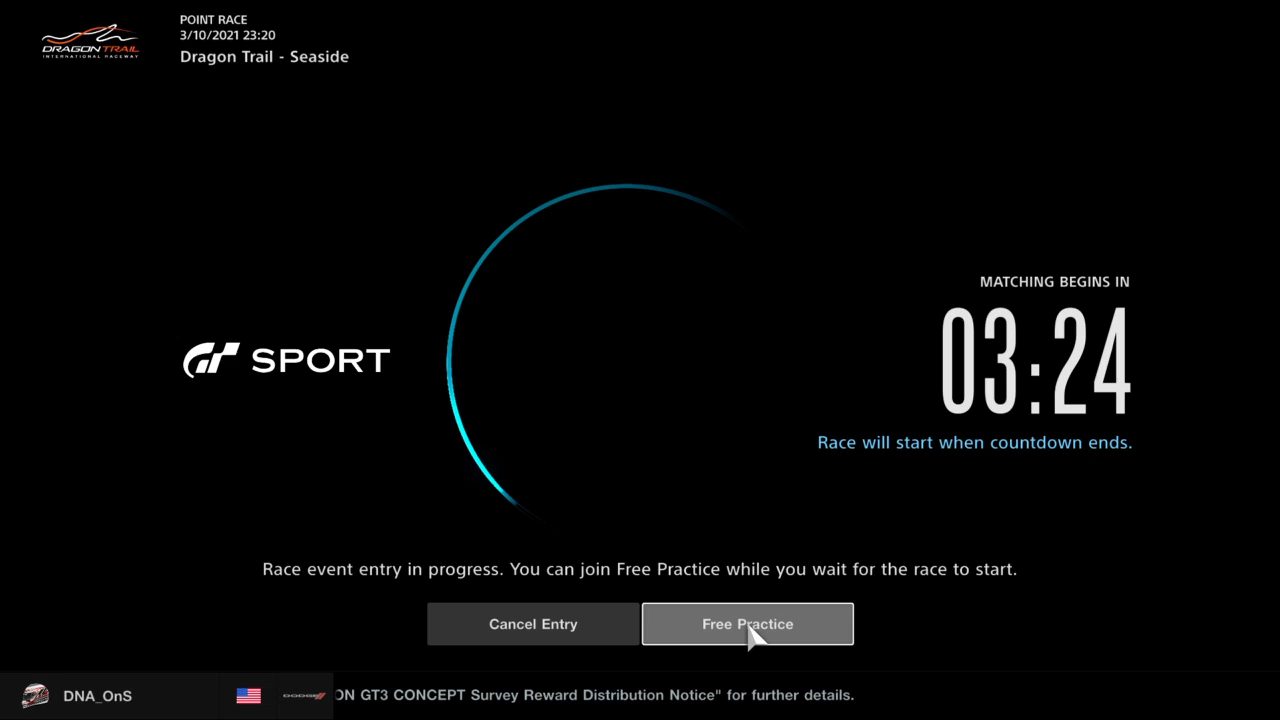 DRAGON TRAIL
INTERNATIONAL RACEWAY
POINT RACE
3/10/2021 23:20
Dragon Trail - Seaside
GT SPORT
MATCHING BEGINS IN
03:24
Race will start when countdown ends.
Race event entry in progress. You can join Free Practice while you wait for the race to start.
Cancel Entry
Free Practice
DNA_OnS
DODGE
ON GT3 CONCEPT Survey Reward Distribution Notice" for further details.